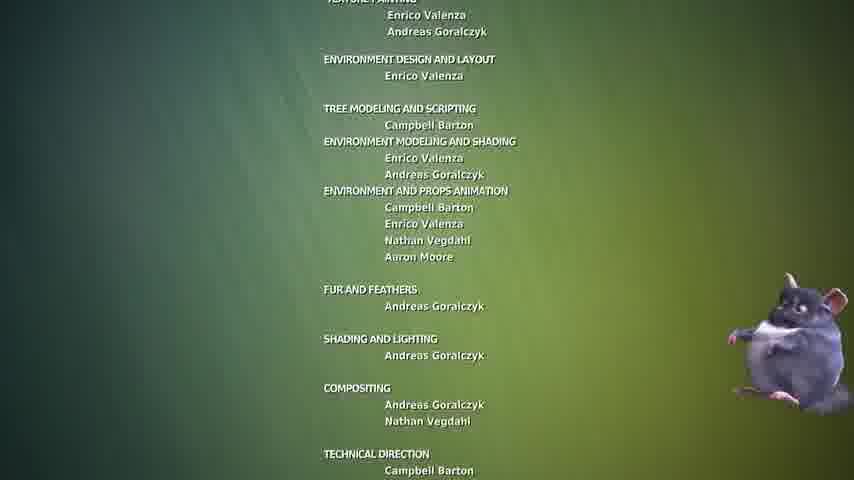 TEXTURE PAINTING
Enrico Valenza
Andreas Goralczyk
ENVIRONMENT DESIGN AND LAYOUT
Enrico Valenza
TREE MODELING AND SCRIPTING
Campbell Barton
ENVIRONMENT MODELING AND SHADING
Enrico Valenza
Andreas Goralczyk
ENVIRONMENT AND PROPS ANIMATION
Campbell Barton
Enrico Valenza
Nathan Vegdahl
Aaron Moore
FUR AND FEATHERS
Andreas Goralczyk
SHADING AND LIGHTING
Andreas Goralczyk
COMPOSITING
Andreas Goralczyk
Nathan Vegdahl
TECHNICAL DIRECTION
Campbell Barton